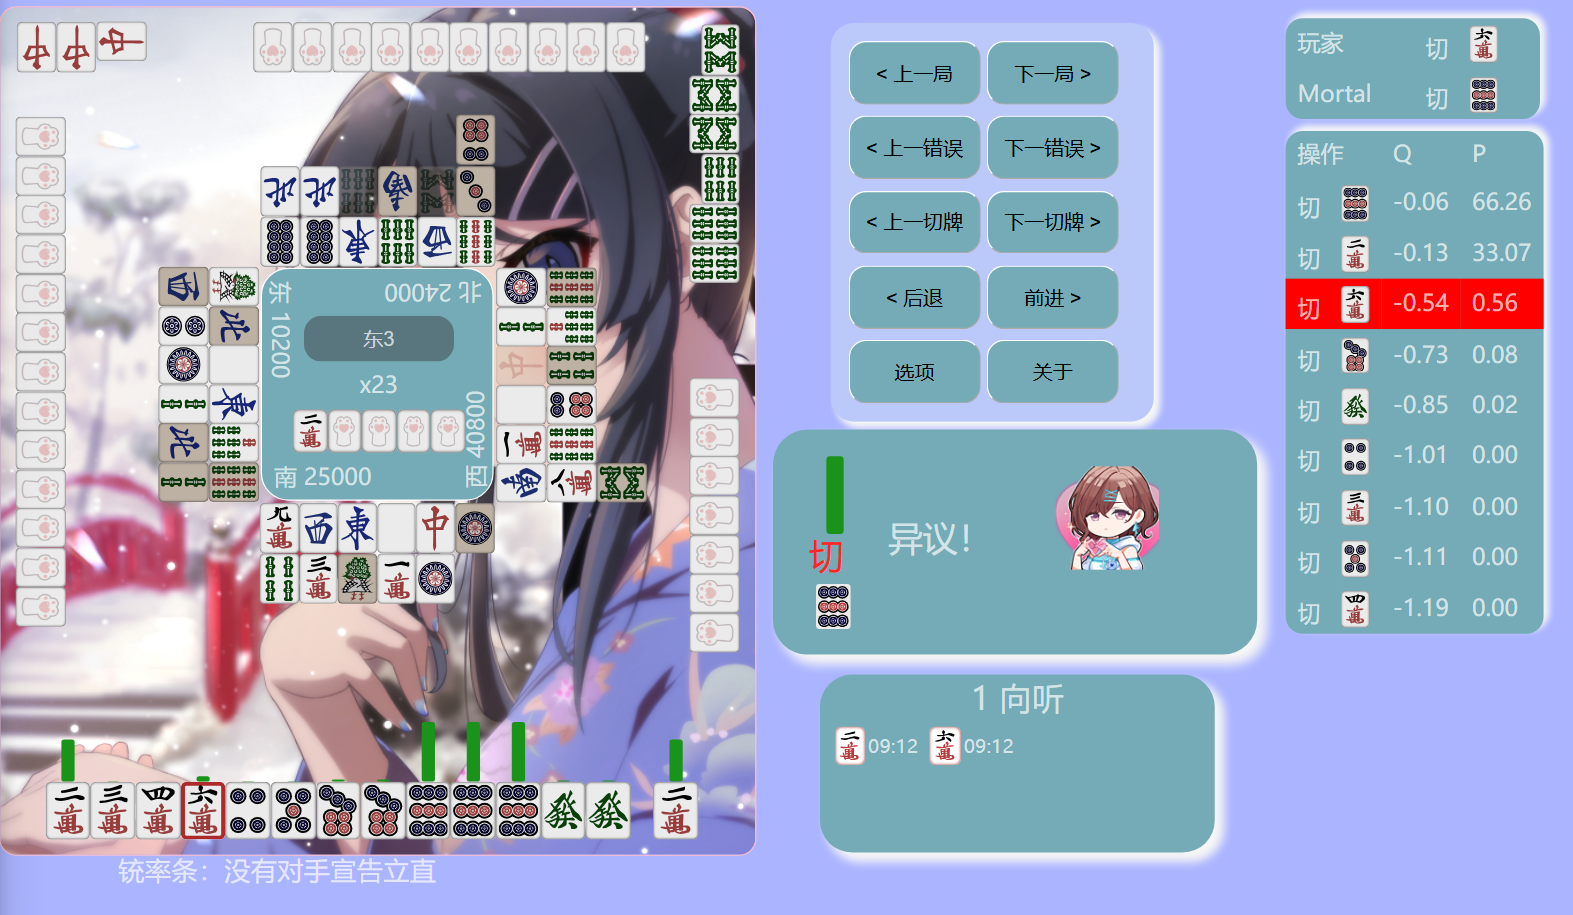 东 10200
北 24000
东3
x23
南 25000
西 40800
铳率条：没有对手宣告立直
< 上一局
下一局 >
< 上一错误
下一错误 >
< 上一切牌
下一切牌 >
< 后退
前进 >
选项
关于
切
异议！
1 向听
09:12 09:12
玩家 切
Mortal 切
操作 Q P
切 -0.06 66.26
切 -0.13 33.07
切 -0.54 0.56
切 -0.73 0.08
切 -0.85 0.02
切 -1.01 0.00
切 -1.10 0.00
切 -1.11 0.00
切 -1.19 0.00